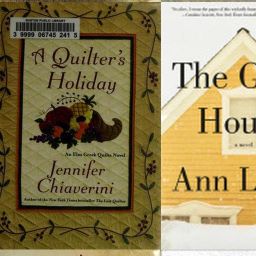 BOSTON PUBLIC LIBRARY
3 9999 06745 241 5
A Quilter's
Holiday
An Elm Creek Quilts Novel
Jennifer
Chiaverini
Author of the New York Times bestseller The Lost Quilter
The G
Hou
a novel
Ann L